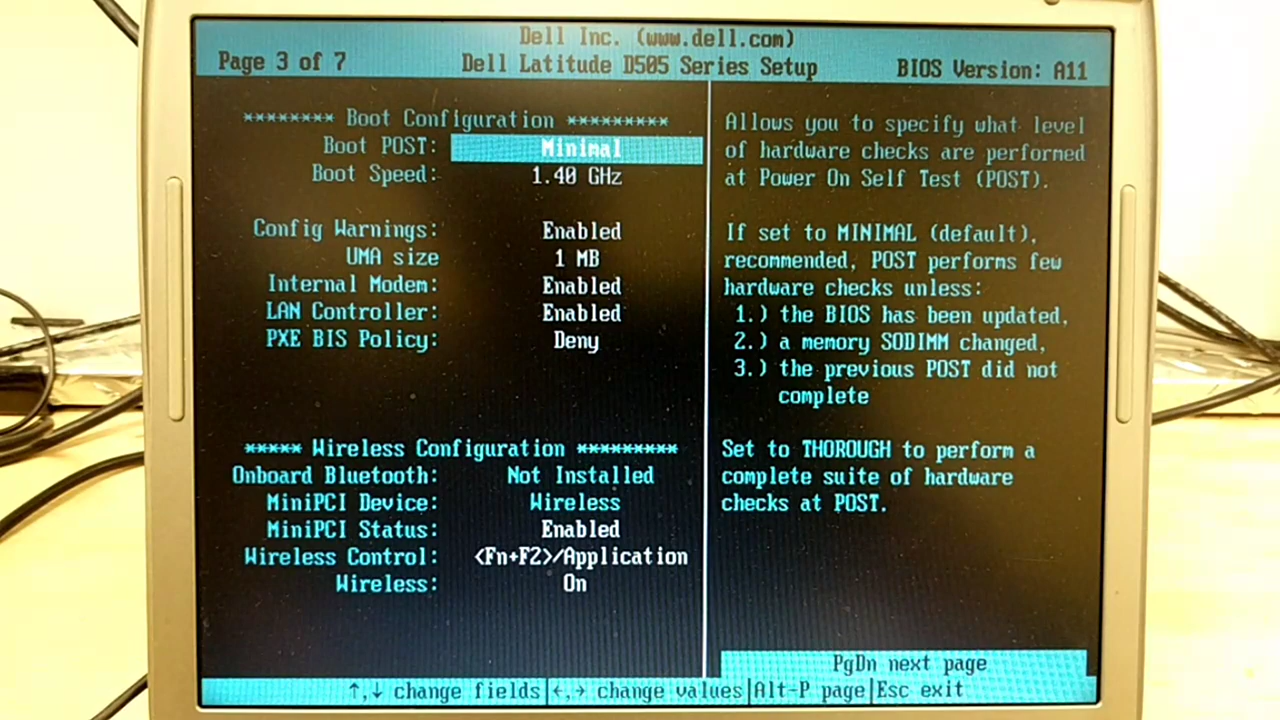 Dell Inc. (www.dell.com)
Page 3 of 7 Dell Latitude D505 Series Setup BIOS Version: A11
******** Boot Configuration *********
Boot POST: Minimal
Boot Speed: 1.40 GHz
Config Warnings: Enabled
UMA size 1 MB
Internal Modem: Enabled
LAN Controller: Enabled
PXE BIS Policy: Deny
***** Wireless Configuration *********
Onboard Bluetooth: Not Installed
MiniPCI Device: Wireless
MiniPCI Status: Enabled
Wireless Control: <Fn+F2>/Application
Wireless: On
Allows you to specify what level
of hardware checks are performed
at Power On Self Test (POST).
If set to MINIMAL (default),
recommended, POST performs few
hardware checks unless:
1.) the BIOS has been updated,
2.) a memory SODIMM changed,
3.) the previous POST did not
complete
Set to THOROUGH to perform a
complete suite of hardware
checks at POST.
PgDn next page
↑,↓ change fields|←,→ change values|Alt-P page|Esc exit